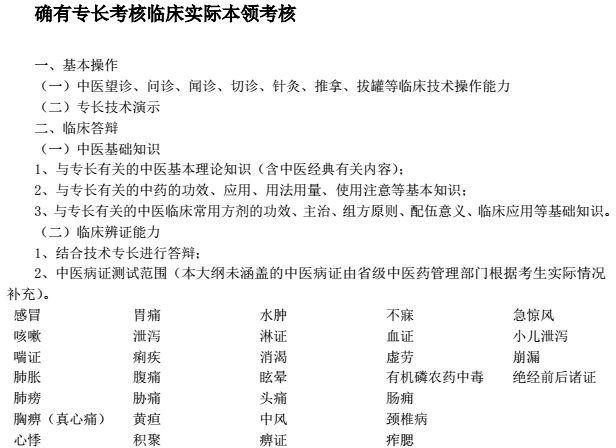 确有专长考核临床实际本领考核
一、基本操作
（一）中医望诊、问诊、闻诊、切诊、针灸、推拿、拔罐等临床技术操作能力
（二）专长技术演示
二、临床答辩
（一）中医基础知识
1、与专长有关的中医基本理论知识（含中医经典有关内容）；
2、与专长有关的中药的功效、应用、用法用量、使用注意等基本知识；
3、与专长有关的中医临床常用方剂的功效、主治、组方原则、配伍意义、临床应用等基础知识。
（二）临床辨证能力
1、结合技术专长进行答辩；
2、中医病证测试范围（本大纲未涵盖的中医病证由省级中医药管理部门根据考生实际情况
补充）。
感冒 胃痛 水肿 不寐 急惊风
咳嗽 泄泻 淋证 血证 小儿泄泻
喘证 痢疾 消渴 虚劳 崩漏
肺胀 腹痛 眩晕 有机磷农药中毒 绝经前后诸证
肺痨 胁痛 头痛 肠痈
胸痹（真心痛） 黄疸 中风 颈椎病
心悸 积聚 痹证 痄腮